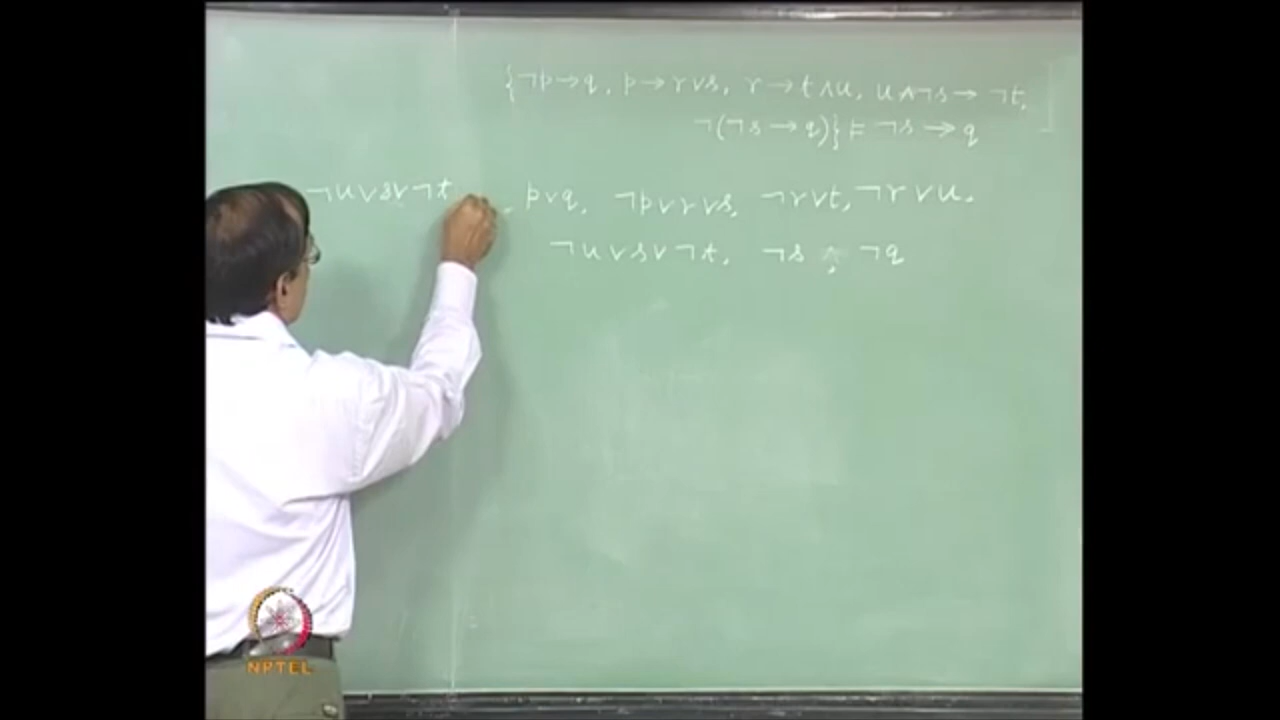 {¬p→q, p→r∨s, r→t∧u, u∧¬s→¬t,
¬(¬s→q)} ⊨ ¬s→q
¬u∨s∨¬t p∨q, ¬p∨r∨s, ¬r∨t, ¬r∨u,
¬u∨s∨¬t, ¬s, ¬q
NPTEL